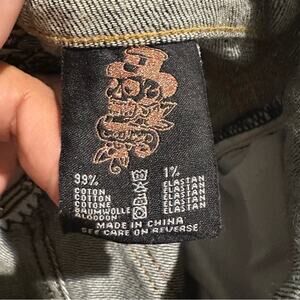 99% 1%
COTON ELASTAN
COTTON ELASTAN
COTONE ELASTAN
BAUMWOLLE ELASTAN
ALGODON ELASTAN
MADE IN CHINA
SEE CARE ON REVERSE